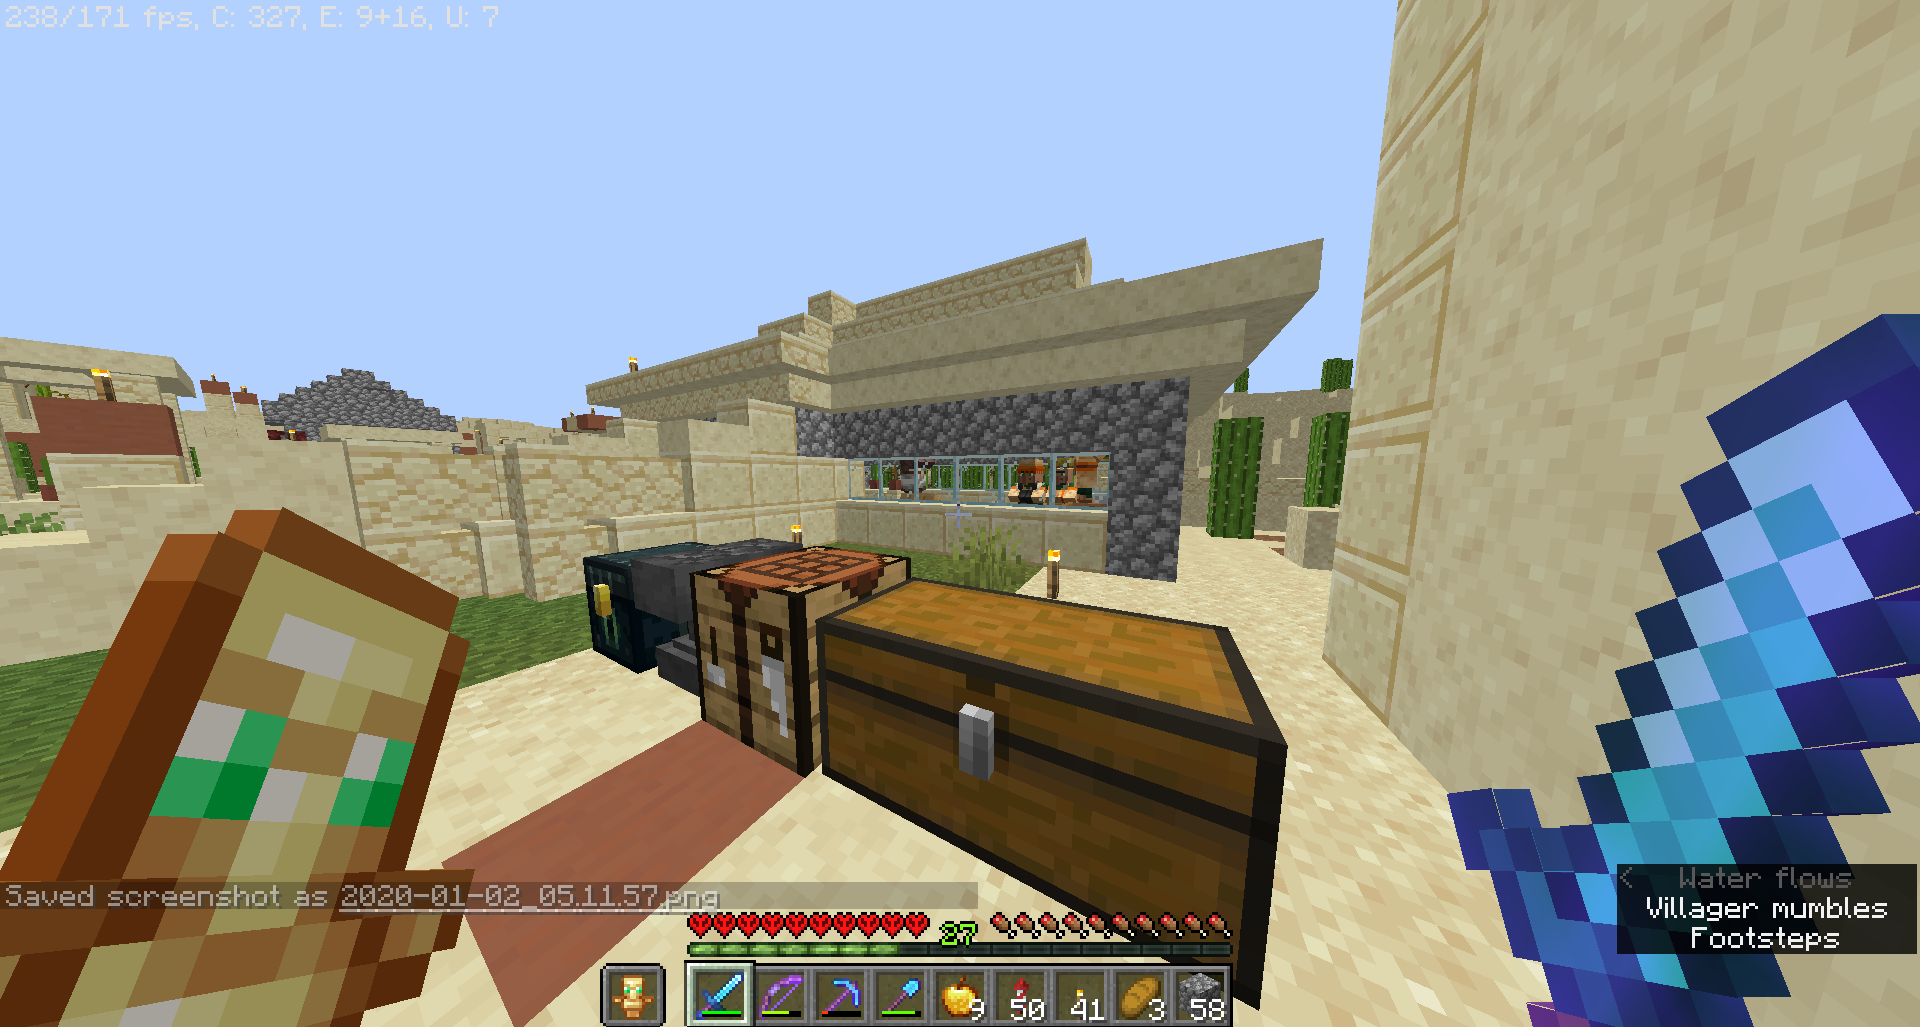 238/171 fps, C: 327, E: 9+16, U: 7
Saved screenshot as 2020-01-02_05.11.57.png
< Water flows
Villager mumbles
Footsteps
27
9 50 41 3 58